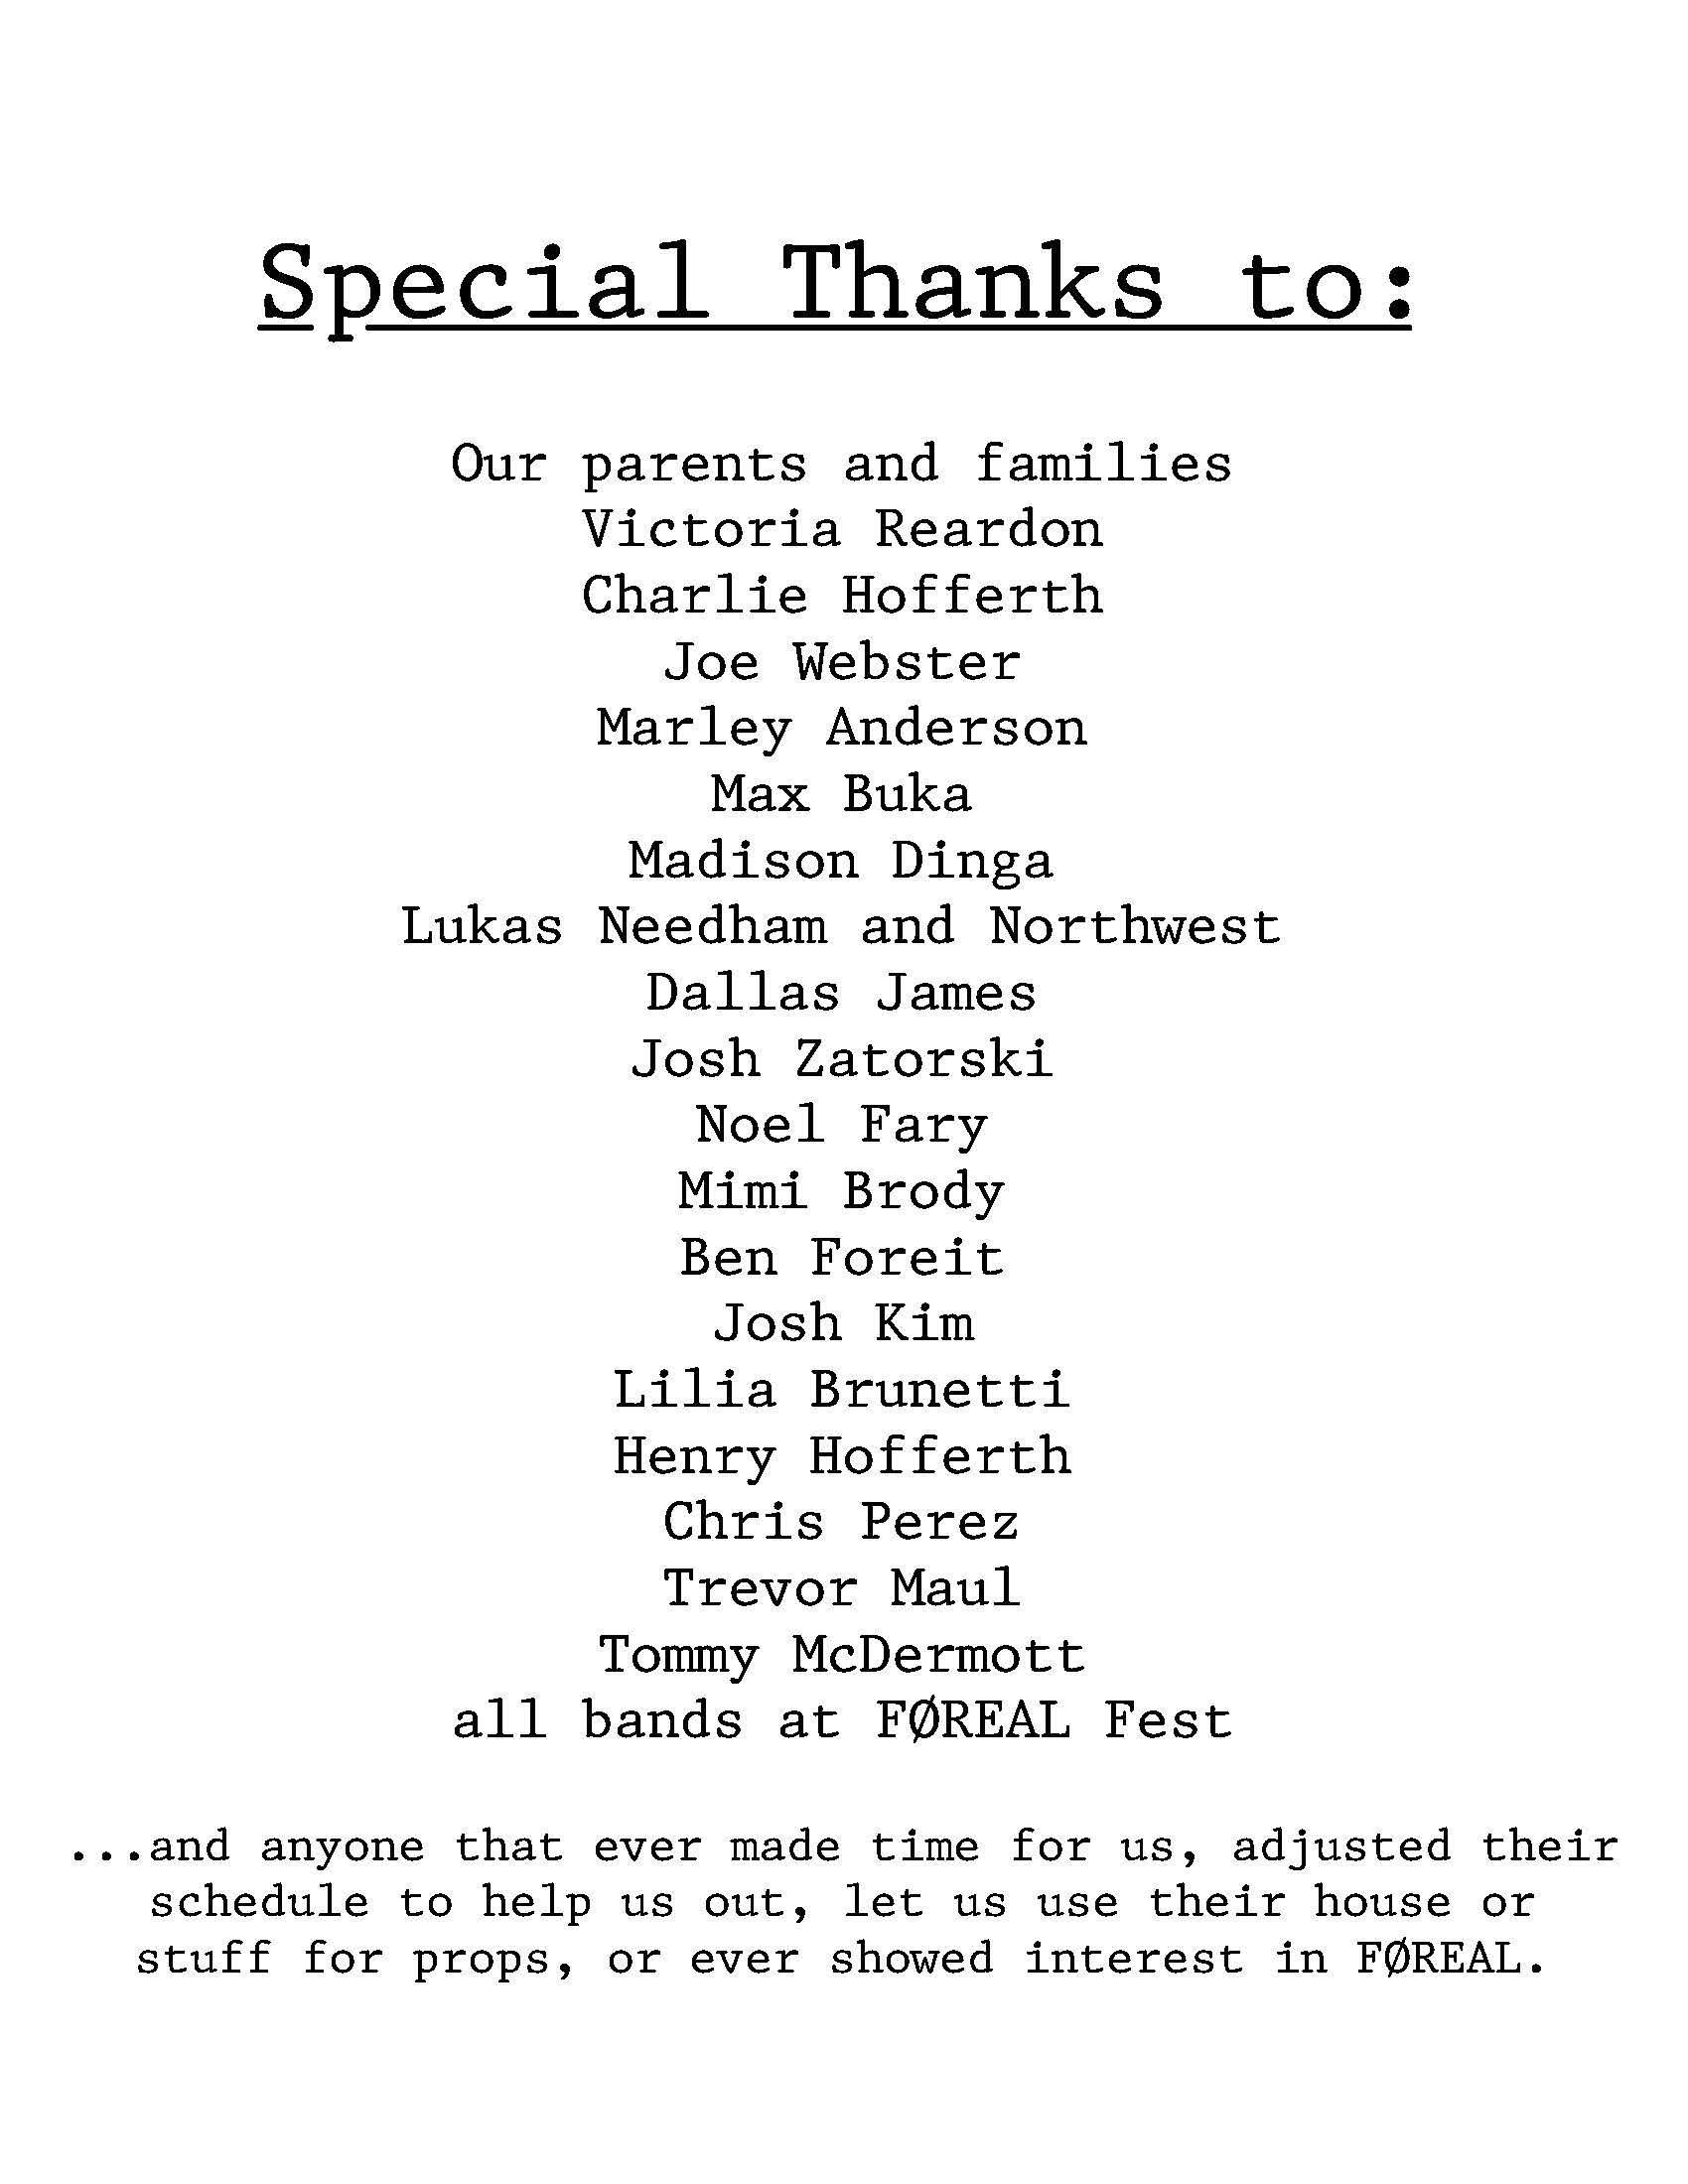 Special Thanks to:
Our parents and families
Victoria Reardon
Charlie Hofferth
Joe Webster
Marley Anderson
Max Buka
Madison Dinga
Lukas Needham and Northwest
Dallas James
Josh Zatorski
Noel Fary
Mimi Brody
Ben Foreit
Josh Kim
Lilia Brunetti
Henry Hofferth
Chris Perez
Trevor Maul
Tommy McDermott
all bands at FØREAL Fest
...and anyone that ever made time for us, adjusted their
schedule to help us out, let us use their house or
stuff for props, or ever showed interest in FØREAL.